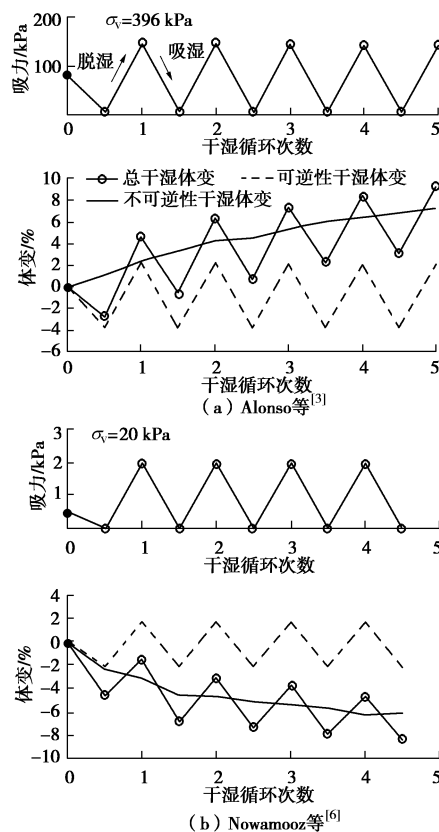 σv=396 kPa
吸力/kPa
200
100
脱湿
吸湿
0 1 2 3 4 5
干湿循环次数
总干湿体变 可逆性干湿体变
不可逆性干湿体变
体变/%
10
8
6
4
2
0
-2
-4
-6
0 1 2 3 4 5
干湿循环次数
(a) Alonso等[3]
σv=20 kPa
吸力/kPa
3
2
1
0 1 2 3 4 5
干湿循环次数
体变/%
4
2
0
-2
-4
-6
-8
-10
0 1 2 3 4 5
干湿循环次数
(b) Nowamooz等[6]